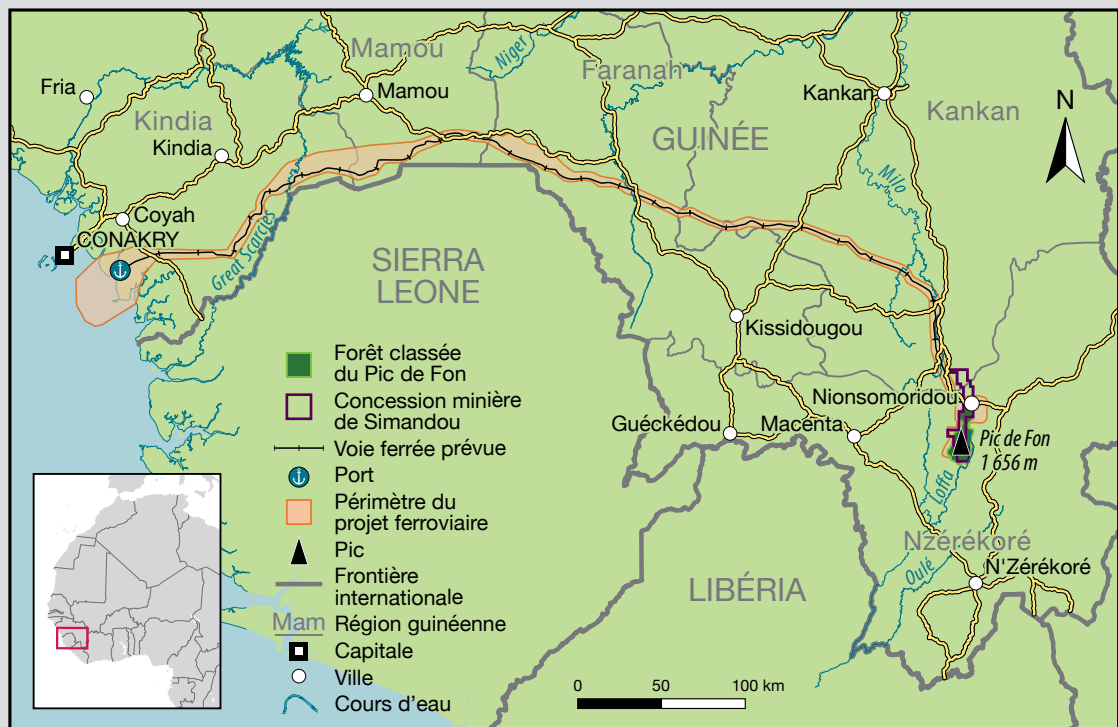 Mamou
Niger
Faranah
Fria
Mamou
Kankan
Kankan
N
Kindia
Kindia
GUINÉE
Milo
Coyah
CONAKRY
Great Scarcies
SIERRA
LEONE
Kissidougou
Nionsomoridou
Guéckédou
Macenta
Pic de Fon
1 656 m
Loffa
Nzérékoré
Oulé
N'Zérékoré
LIBÉRIA
Forêt classée
du Pic de Fon
Concession minière
de Simandou
Voie ferrée prévue
Port
Périmètre du
projet ferroviaire
Pic
Frontière
internationale
Mam Région guinéenne
Capitale
Ville
Cours d'eau
0 50 100 km